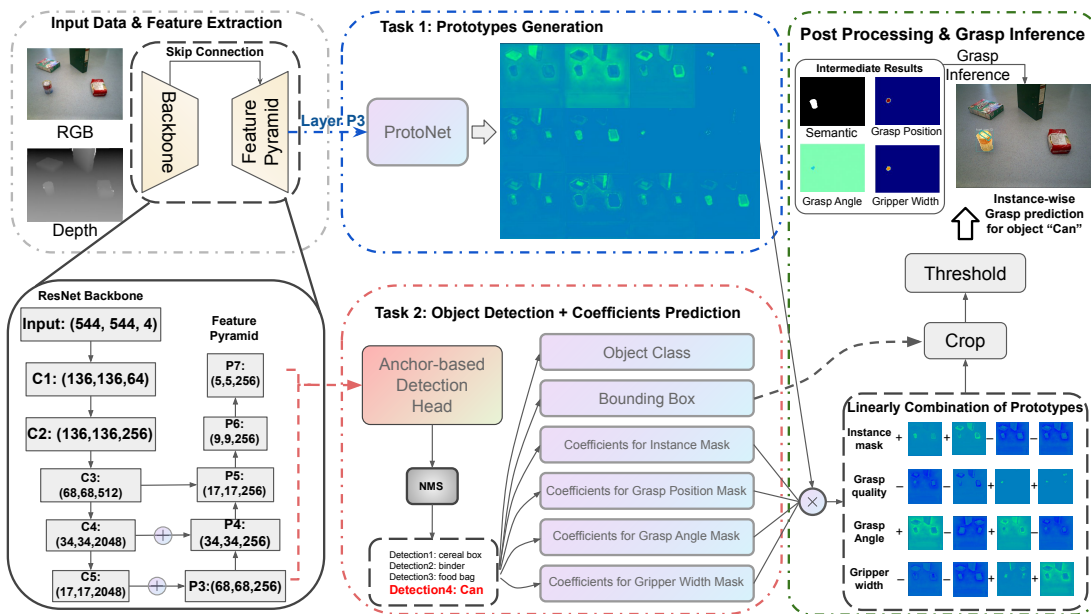 Input Data & Feature Extraction
Skip Connection
Backbone
Feature
Pyramid
RGB
Depth
Layer P3
Task 1: Prototypes Generation
ProtoNet
Post Processing & Grasp Inference
Intermediate Results
Semantic
Grasp Position
Grasp Angle
Gripper Width
Grasp
Inference
Instance-wise
Grasp prediction
for object “Can”
Threshold
Crop
ResNet Backbone
Input: (544, 544, 4)
C1: (136,136,64)
C2: (136,136,256)
C3:
(68,68,512)
C4:
(34,34,2048)
C5:
(17,17,2048)
Feature
Pyramid
P7:
(5,5,256)
P6:
(9,9,256)
P5:
(17,17,256)
P4:
(34,34,256)
P3:(68,68,256)
+
+
Task 2: Object Detection + Coefficients Prediction
Anchor-based
Detection
Head
NMS
Detection1: cereal box
Detection2: binder
Detection3: food bag
Detection4: Can
Object Class
Bounding Box
Coefficients for Instance Mask
Coefficients for Grasp Position Mask
Coefficients for Grasp Angle Mask
Coefficients for Gripper Width Mask
×
Linearly Combination of Prototypes
Instance
mask
+ + − −
Grasp
quality
− − + +
Grasp
Angle
+ − + −
Gripper
width
− − + +